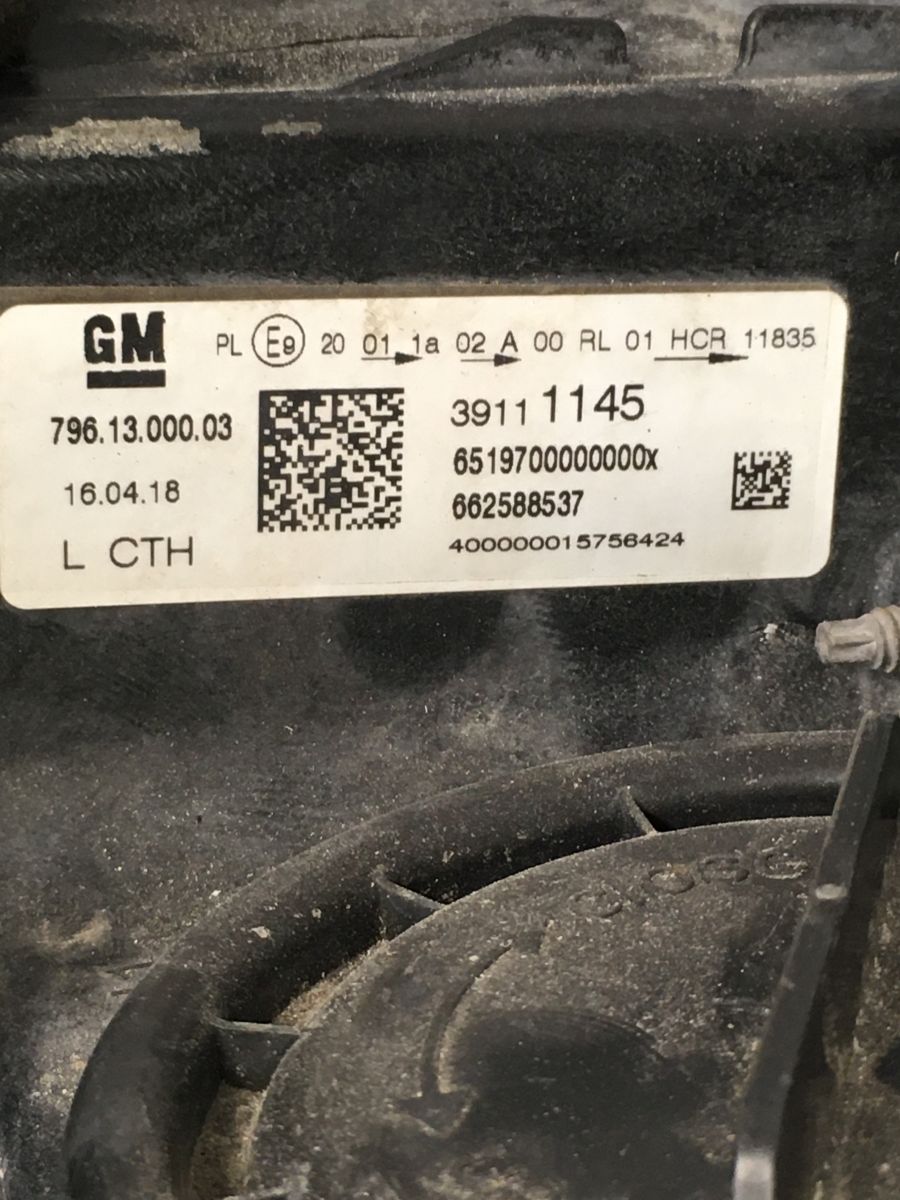 GM
PL E9 20 01 1a 02 A 00 RL 01 HCR 11835
796.13.000.03
39111145
6519700000000x
16.04.18
662588537
L CTH
400000015756424